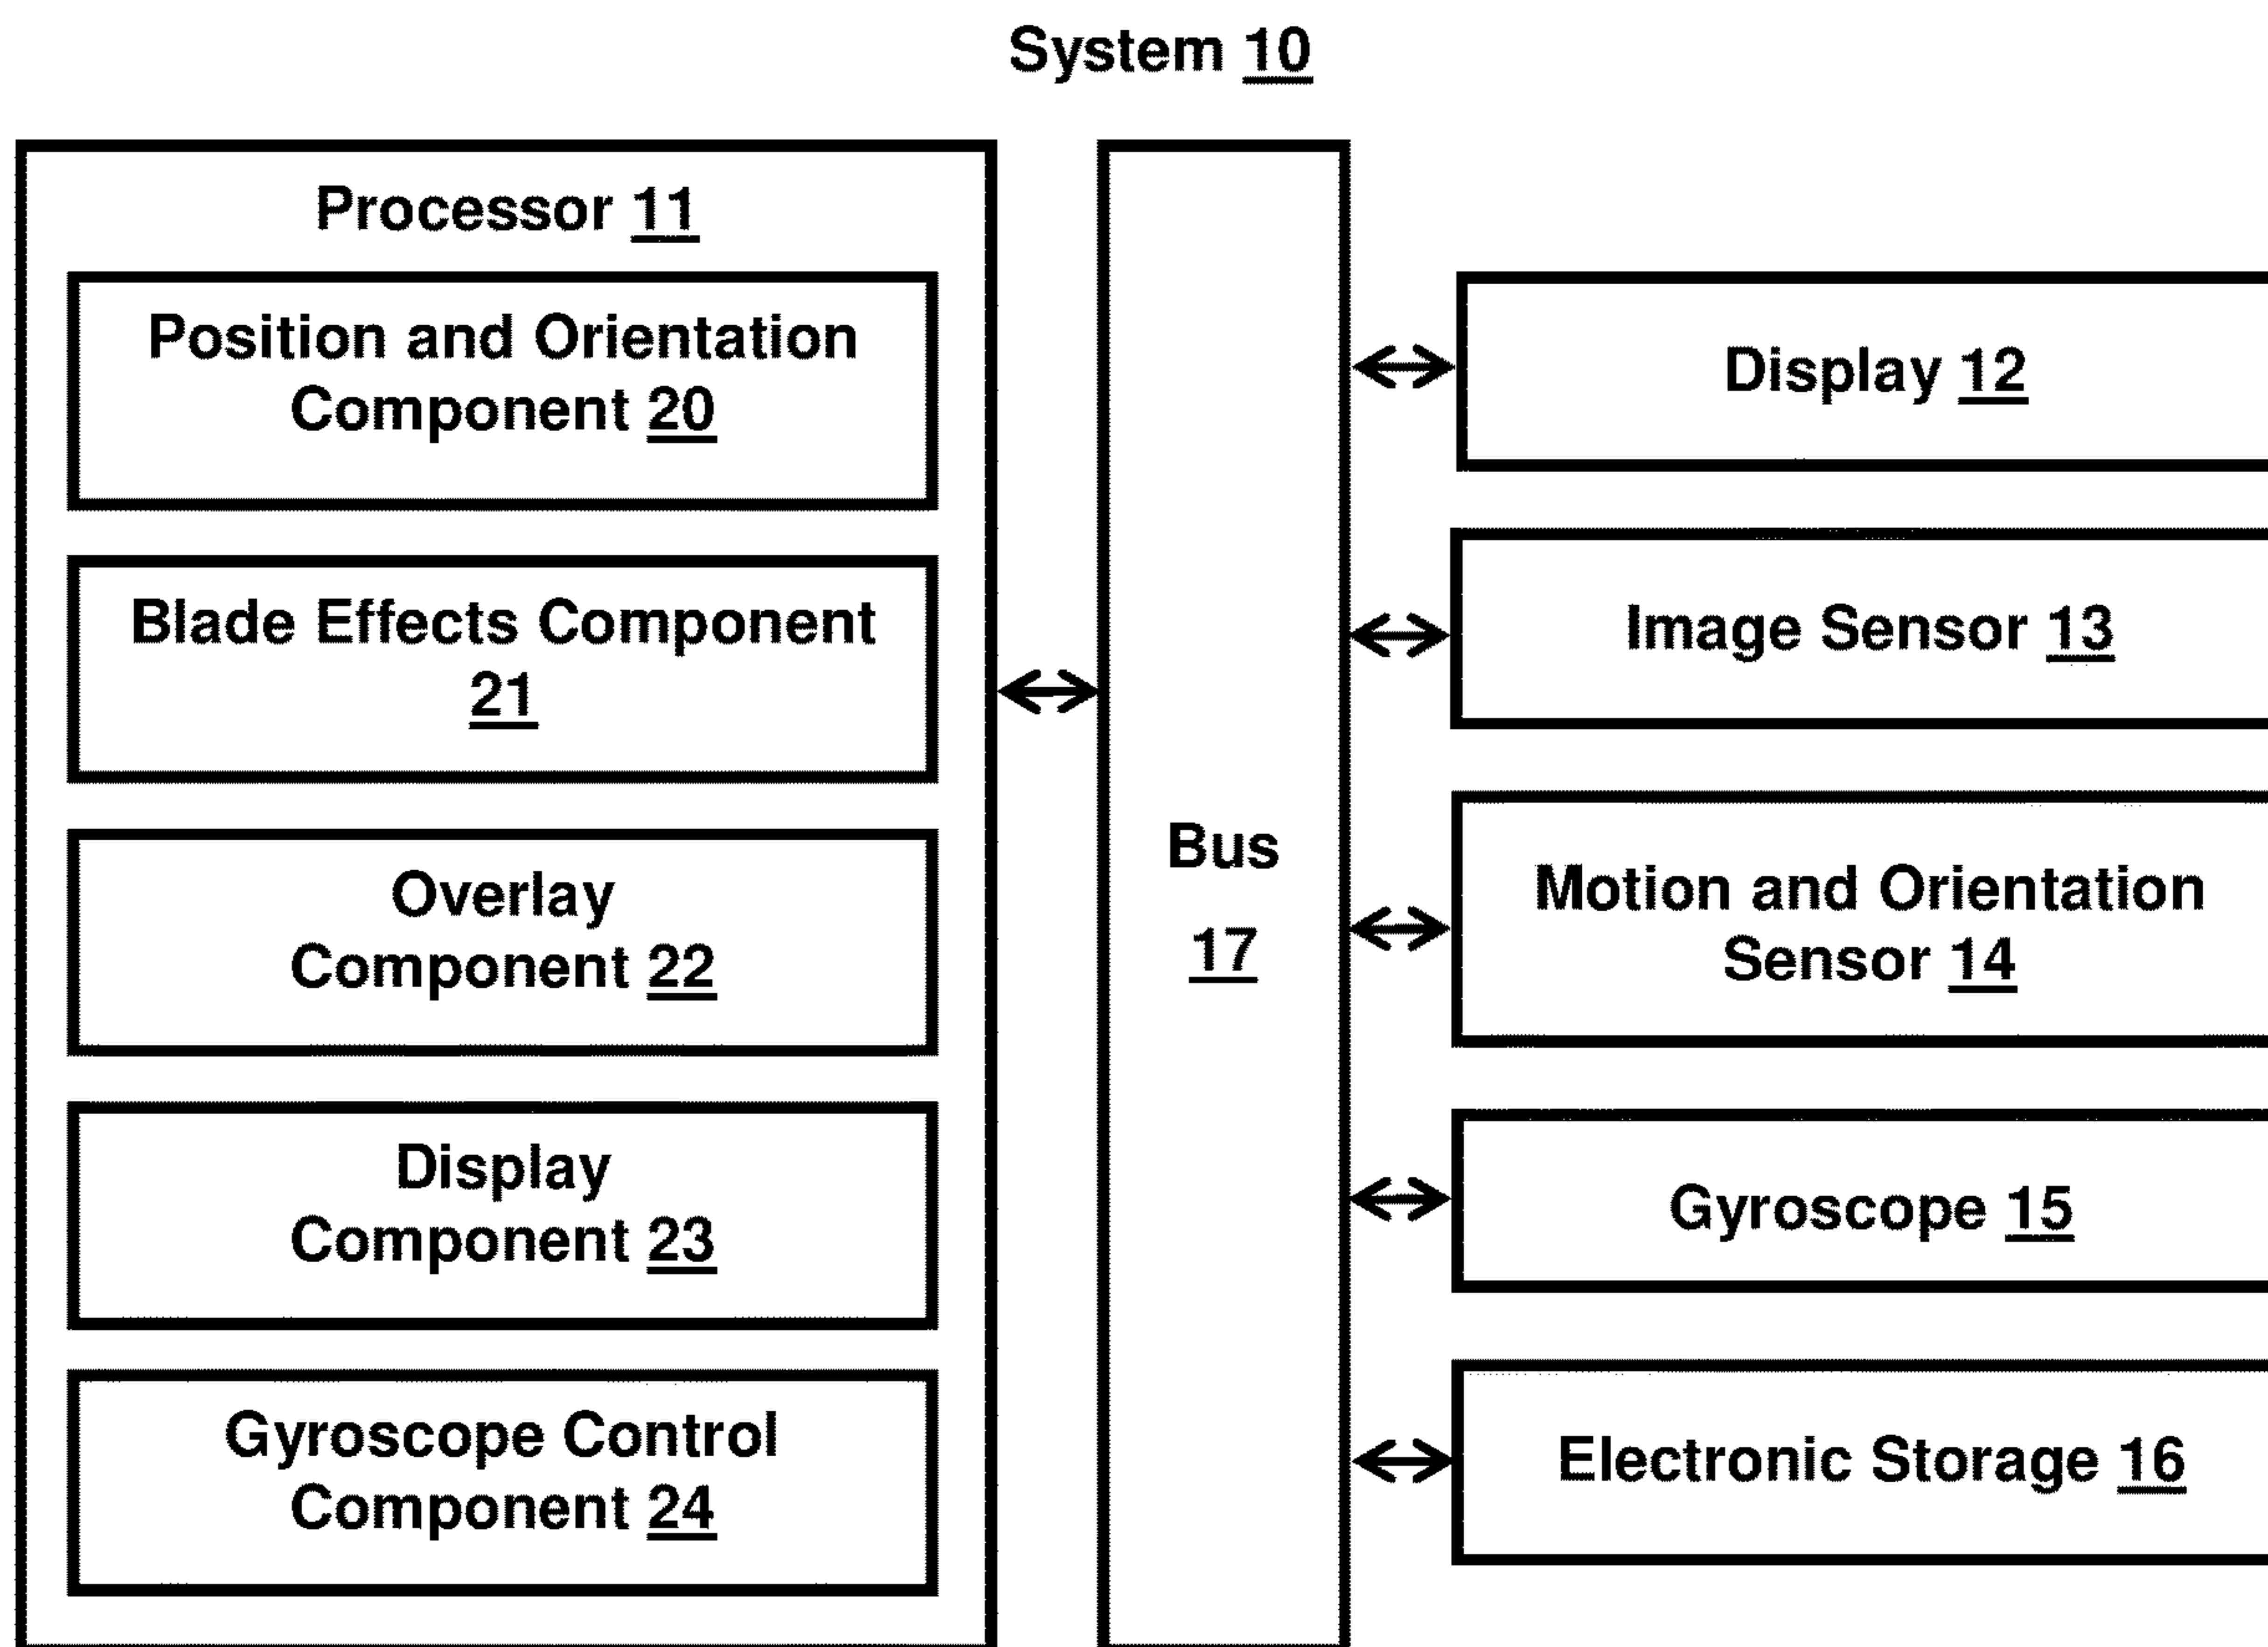 System 10
Processor 11
Position and Orientation
Component 20
Blade Effects Component
21
Overlay
Component 22
Display
Component 23
Gyroscope Control
Component 24
Bus
17
Display 12
Image Sensor 13
Motion and Orientation
Sensor 14
Gyroscope 15
Electronic Storage 16